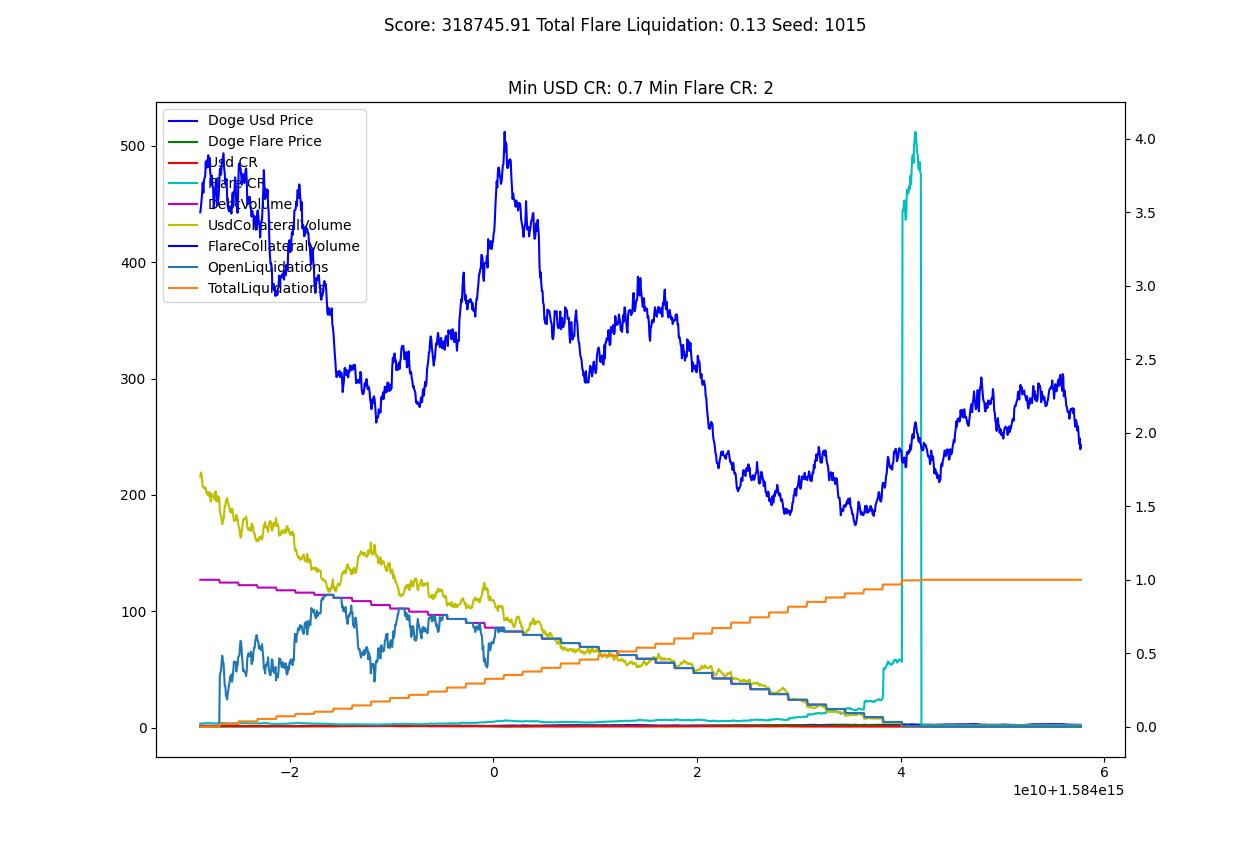 Score: 318745.91 Total Flare Liquidation: 0.13 Seed: 1015
Min USD CR: 0.7 Min Flare CR: 2
Doge Usd Price
Doge Flare Price
Usd CR
Flare CR
DebtVolume
UsdCollateralVolume
FlareCollateralVolume
OpenLiquidations
TotalLiquidations
500
400
300
200
100
0
4.0
3.5
3.0
2.5
2.0
1.5
1.0
0.5
0.0
−2
0
2
4
6
1e10+1.584e15